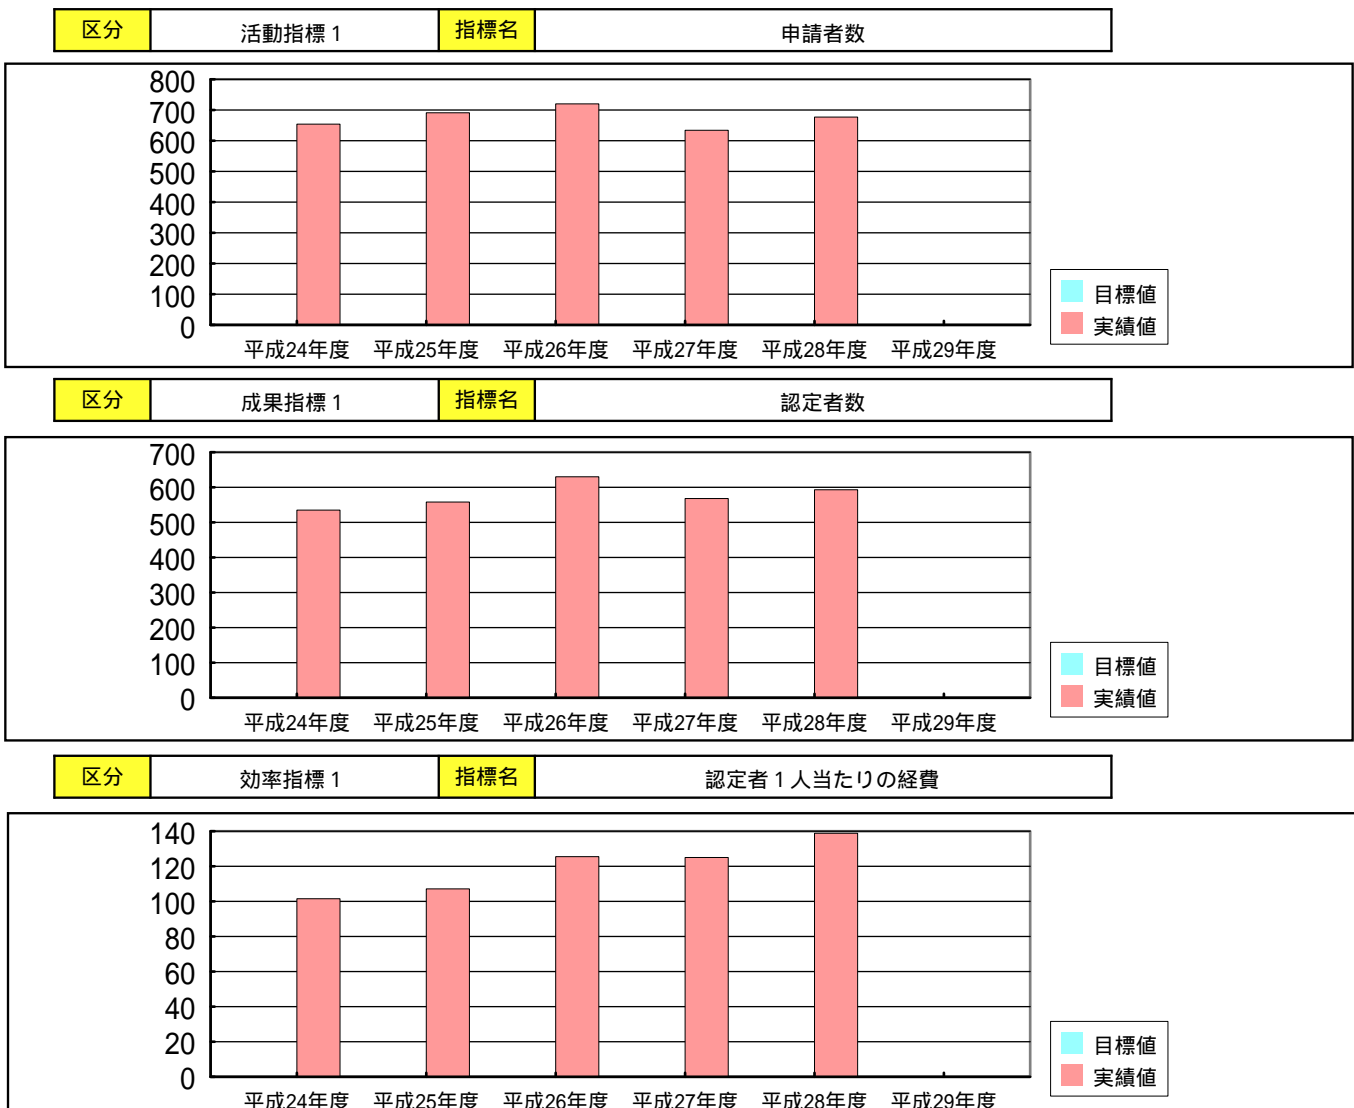 区分 活動指標１ 指標名 申請者数
800
700
600
500
400
300
200
100
0
平成24年度 平成25年度 平成26年度 平成27年度 平成28年度 平成29年度
目標値
実績値
区分 成果指標１ 指標名 認定者数
700
600
500
400
300
200
100
0
平成24年度 平成25年度 平成26年度 平成27年度 平成28年度 平成29年度
目標値
実績値
区分 効率指標１ 指標名 認定者１人当たりの経費
140
120
100
80
60
40
20
0
平成24年度 平成25年度 平成26年度 平成27年度 平成28年度 平成29年度
目標値
実績値